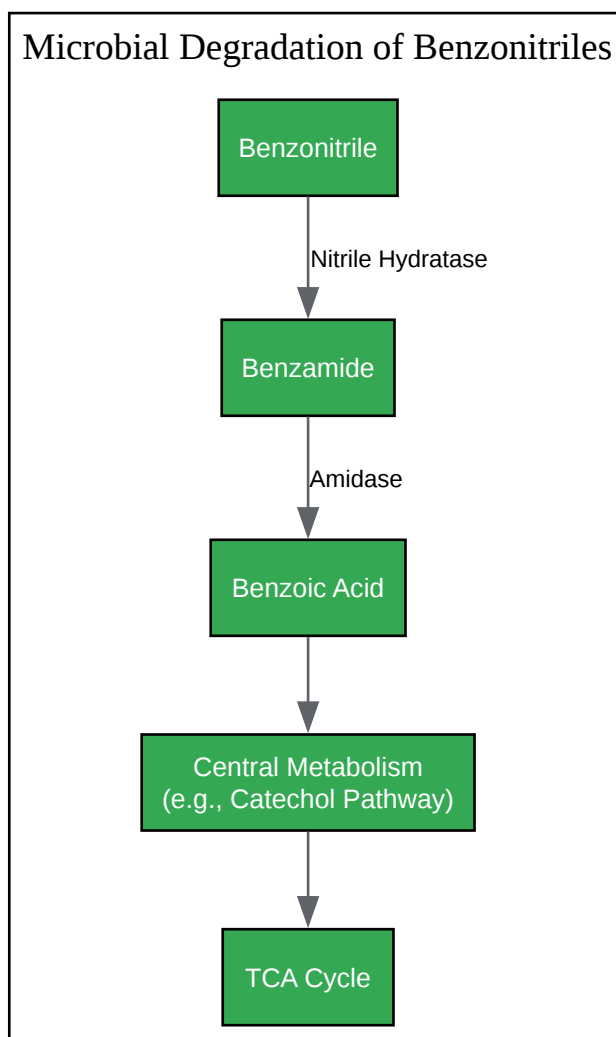 Microbial Degradation of Benzonitriles
Benzonitrile
Nitrile Hydratase
Benzamide
Amidase
Benzoic Acid
Central Metabolism
(e.g., Catechol Pathway)
TCA Cycle